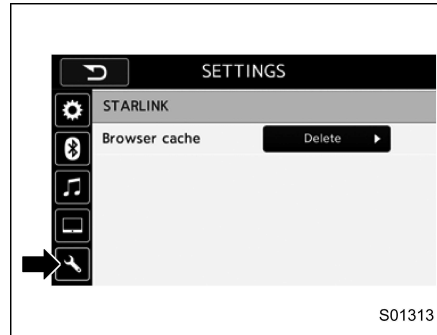 SETTINGS
STARLINK
Browser cache
Delete
S01313